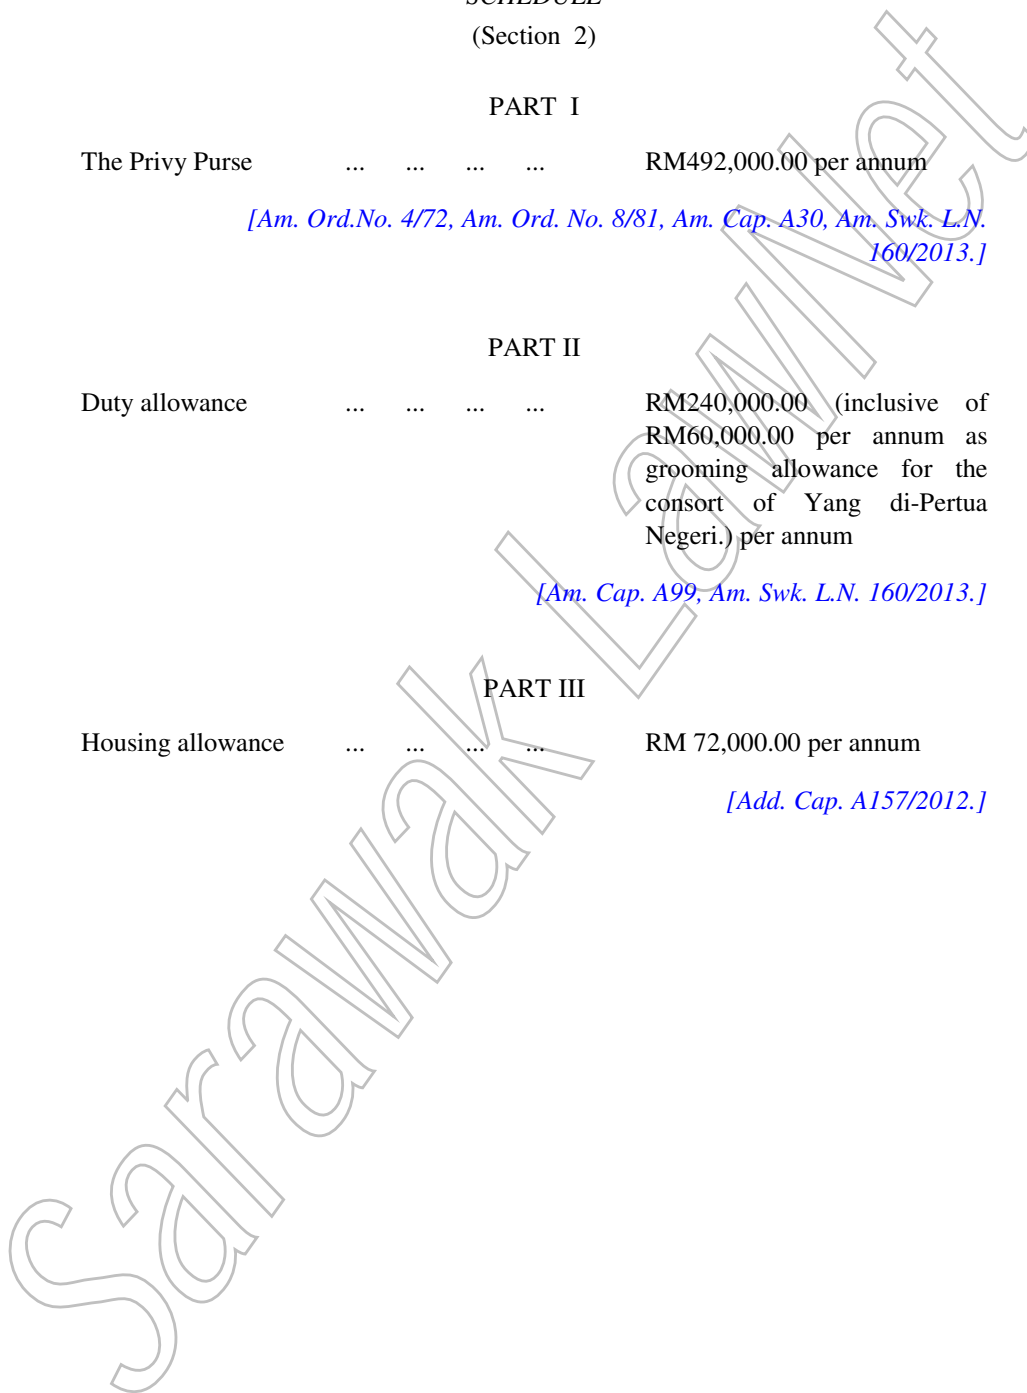 SCHEDULE
(Section 2)
PART I
The Privy Purse ... ... ... ... RM492,000.00 per annum
[Am. Ord.No. 4/72, Am. Ord. No. 8/81, Am. Cap. A30, Am. Swk. L.N.
160/2013.]
PART II
Duty allowance ... ... ... ... RM240,000.00 (inclusive of
RM60,000.00 per annum as
grooming allowance for the
consort of Yang di-Pertua
Negeri.) per annum
[Am. Cap. A99, Am. Swk. L.N. 160/2013.]
PART III
Housing allowance ... ... ... ... RM 72,000.00 per annum
[Add. Cap. A157/2012.]
Sarawak LawNet